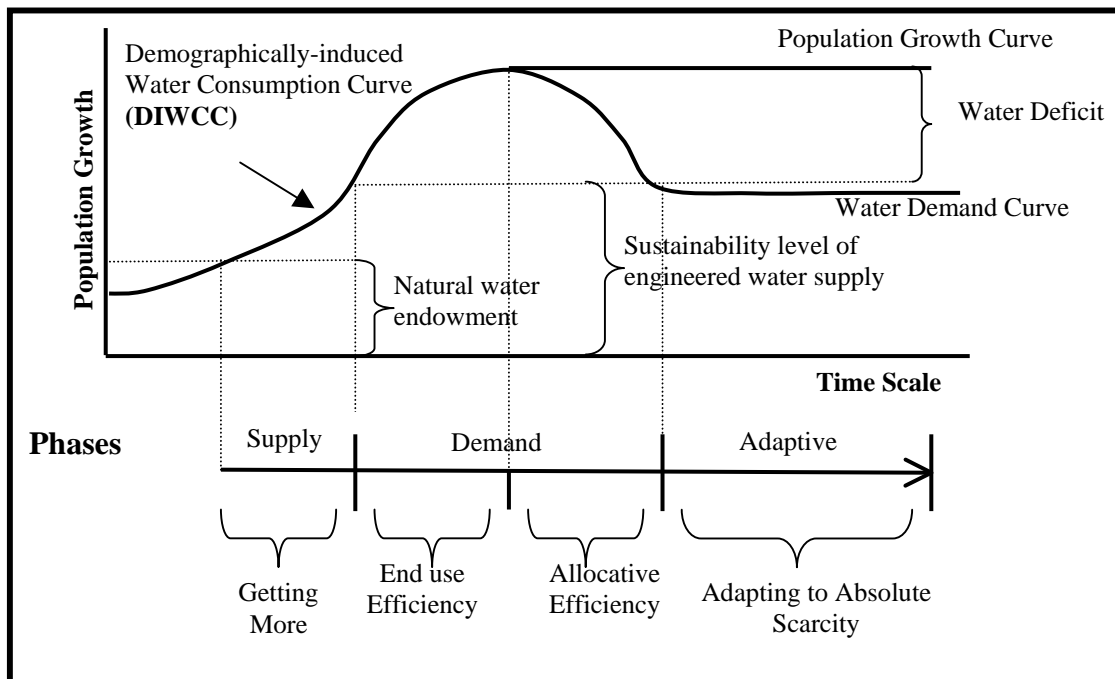 Population Growth Curve
Demographically-induced
Water Consumption Curve
(DIWCC)
Water Deficit
Population Growth
Water Demand Curve
Sustainability level of
engineered water supply
Natural water
endowment
Time Scale
Phases
Supply
Demand
Adaptive
Getting
More
End use
Efficiency
Allocative
Efficiency
Adapting to Absolute
Scarcity